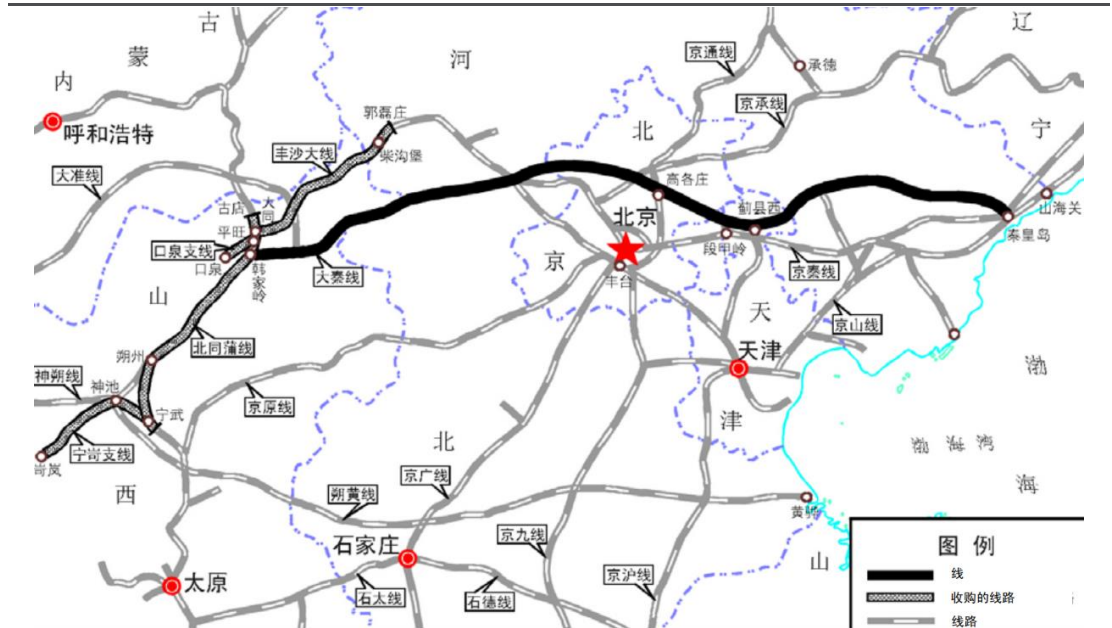 古
蒙
内
河
辽
宁
呼和浩特
京通线
承德
京承线
北
郭磊庄
柴沟堡
丰沙大线
大准线
高各庄
蓟县西
山海关
秦皇岛
古店
大同
平旺
口泉支线
口泉
韩家岭
大秦线
北京
京
丰台
段甲岭
京秦线
山
天
京山线
北同蒲线
朔州
天津
神朔线
神池
京原线
宁武
津
渤
宁岢支线
岢岚
北
渤海湾
京广线
西
海
朔黄线
黄骅
京九线
石家庄
京沪线
山
太原
石太线
石德线
图例
线
收购的线路
线路